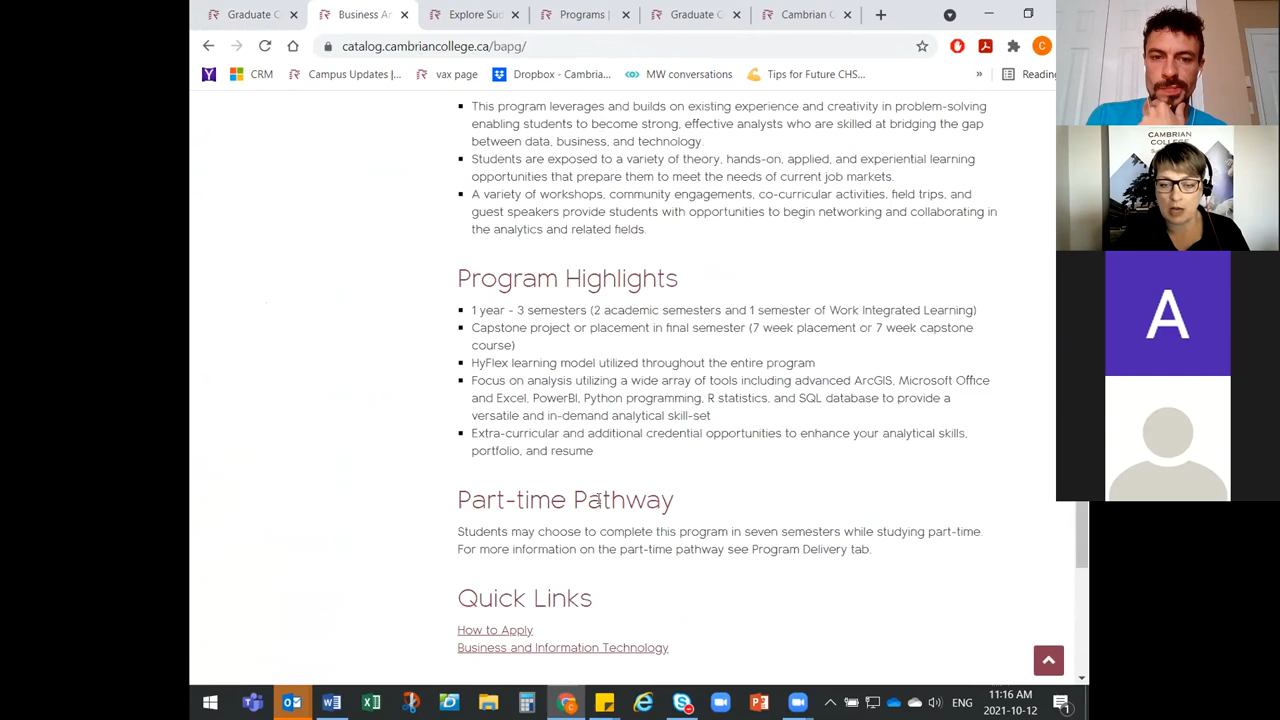 Graduate C
Business An
Explore Sud
Programs |
Graduate C
Cambrian C
catalog.cambriancollege.ca/bapg/
C
CRM
Campus Updates |...
vax page
Dropbox - Cambria...
MW conversations
Tips for Future CHS...
»
Reading
This program leverages and builds on existing experience and creativity in problem-solving
enabling students to become strong, effective analysts who are skilled at bridging the gap
between data, business, and technology.
Students are exposed to a variety of theory, hands-on, applied, and experiential learning
opportunities that prepare them to meet the needs of current job markets.
A variety of workshops, community engagements, co-curricular activities, field trips, and
guest speakers provide students with opportunities to begin networking and collaborating in
the analytics and related fields.
Program Highlights
1 year - 3 semesters (2 academic semesters and 1 semester of Work Integrated Learning)
Capstone project or placement in final semester (7 week placement or 7 week capstone
course)
HyFlex learning model utilized throughout the entire program
Focus on analysis utilizing a wide array of tools including advanced ArcGIS, Microsoft Office
and Excel, PowerBI, Python programming, R statistics, and SQL database to provide a
versatile and in-demand analytical skill-set
Extra-curricular and additional credential opportunities to enhance your analytical skills,
portfolio, and resume
Part-time Pathway
Students may choose to complete this program in seven semesters while studying part-time.
For more information on the part-time pathway see Program Delivery tab.
Quick Links
How to Apply
Business and Information Technology
CAMBRIAN
COLLEGE
A
ENG
11:16 AM
2021-10-12
1